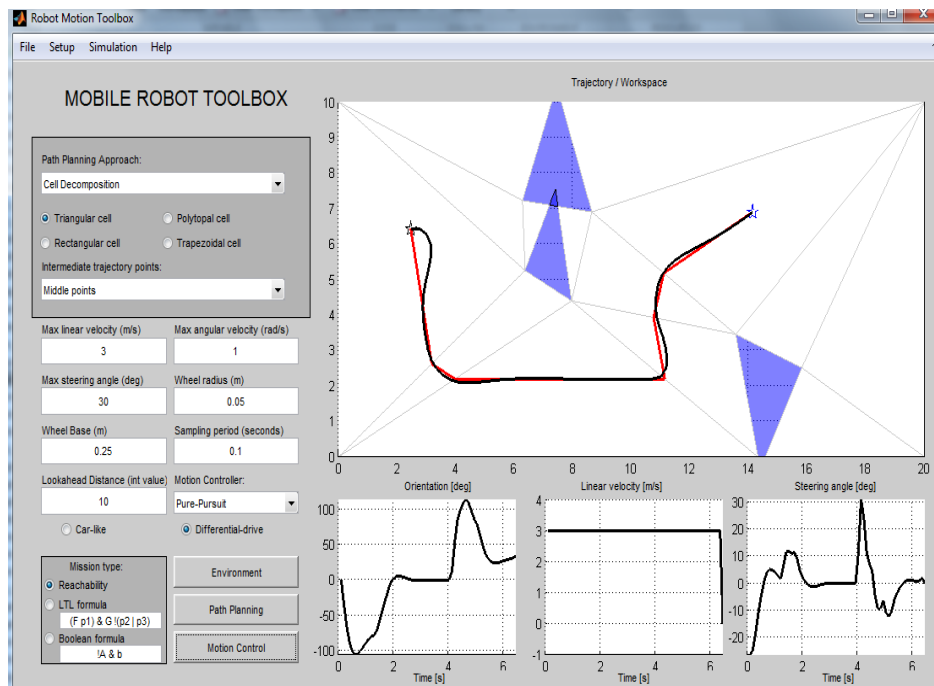 Robot Motion Toolbox
File Setup Simulation Help
MOBILE ROBOT TOOLBOX
Path Planning Approach:
Cell Decomposition
Triangular cell Polytopal cell
Rectangular cell Trapezoidal cell
Intermediate trajectory points:
Middle points
Max linear velocity (m/s) Max angular velocity (rad/s)
3 1
Max steering angle (deg) Wheel radius (m)
30 0.05
Wheel Base (m) Sampling period (seconds)
0.25 0.1
Lookahead Distance (int value) Motion Controller:
10 Pure-Pursuit
Car-like Differential-drive
Mission type:
Reachability
LTL formula
(F p1) & G !(p2 | p3)
Boolean formula
!A & b
Environment
Path Planning
Motion Control
Trajectory / Workspace
10
9
8
7
6
5
4
3
2
1
0
0 2 4 6 8 10 12 14 16 18 20
Orientation [deg]
100
50
0
-50
-100
0 2 4 6
Time [s]
Linear velocity [m/s]
4
3
2
1
0
-1
0 2 4 6
Time [s]
Steering angle [deg]
30
20
10
0
-10
-20
0 2 4 6
Time [s]